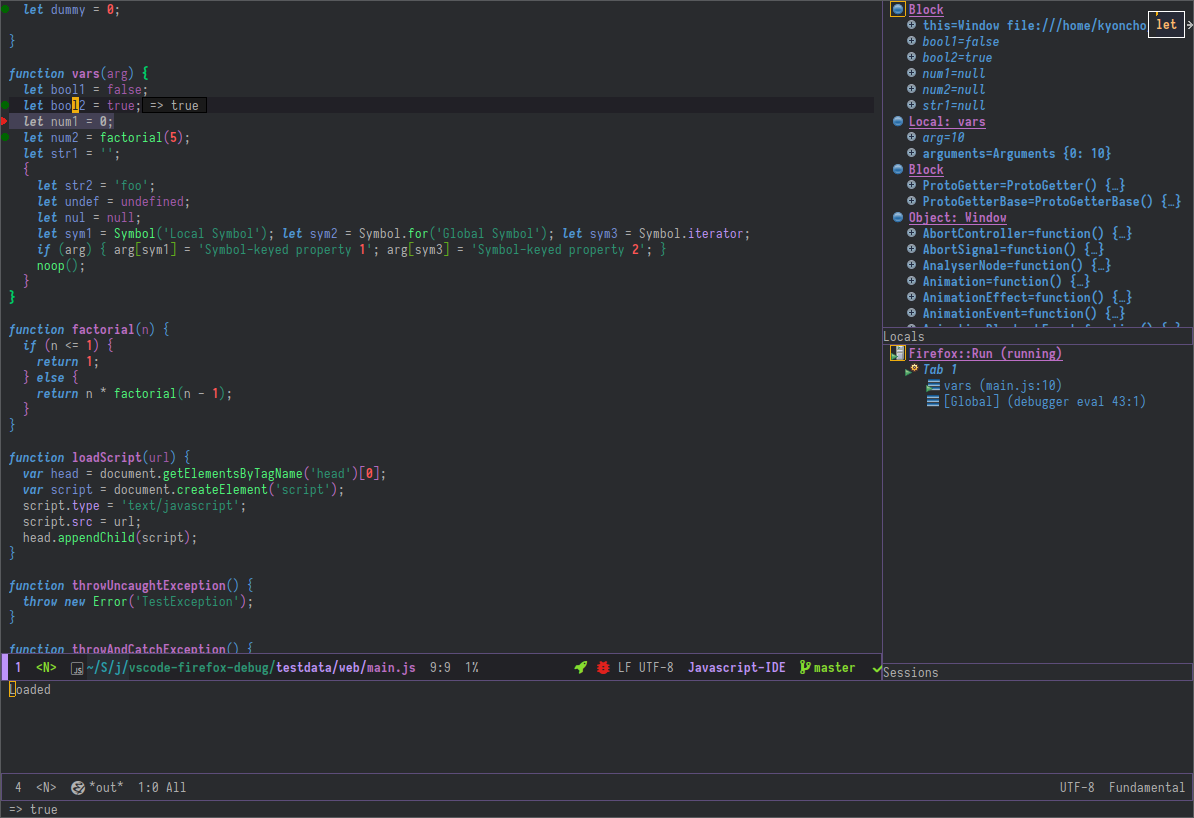 let dummy = 0;
}
function vars(arg) {
let bool1 = false;
let bool2 = true; => true
let num1 = 0;
let num2 = factorial(5);
let str1 = '';
{
let str2 = 'foo';
let undef = undefined;
let nul = null;
let sym1 = Symbol('Local Symbol'); let sym2 = Symbol.for('Global Symbol'); let sym3 = Symbol.iterator;
if (arg) { arg[sym1] = 'Symbol-keyed property 1'; arg[sym3] = 'Symbol-keyed property 2'; }
noop();
}
}
function factorial(n) {
if (n <= 1) {
return 1;
} else {
return n * factorial(n - 1);
}
}
function loadScript(url) {
var head = document.getElementsByTagName('head')[0];
var script = document.createElement('script');
script.type = 'text/javascript';
script.src = url;
head.appendChild(script);
}
function throwUncaughtException() {
throw new Error('TestException');
}
function throwAndCatchException() {
1 <N> JS ~/S/j/vscode-firefox-debug/testdata/web/main.js 9:9 1% LF UTF-8 Javascript-IDE master
Loaded
4 <N> *out* 1:0 All UTF-8 Fundamental
=> true
Block
this=Window file:///home/kyoncho
let
bool1=false
bool2=true
num1=null
num2=null
str1=null
Local: vars
arg=10
arguments=Arguments {0: 10}
Block
ProtoGetter=ProtoGetter() {…}
ProtoGetterBase=ProtoGetterBase() {…}
Object: Window
AbortController=function() {…}
AbortSignal=function() {…}
AnalyserNode=function() {…}
Animation=function() {…}
AnimationEffect=function() {…}
AnimationEvent=function() {…}
Locals
Firefox::Run (running)
Tab 1
vars (main.js:10)
[Global] (debugger eval 43:1)
Sessions